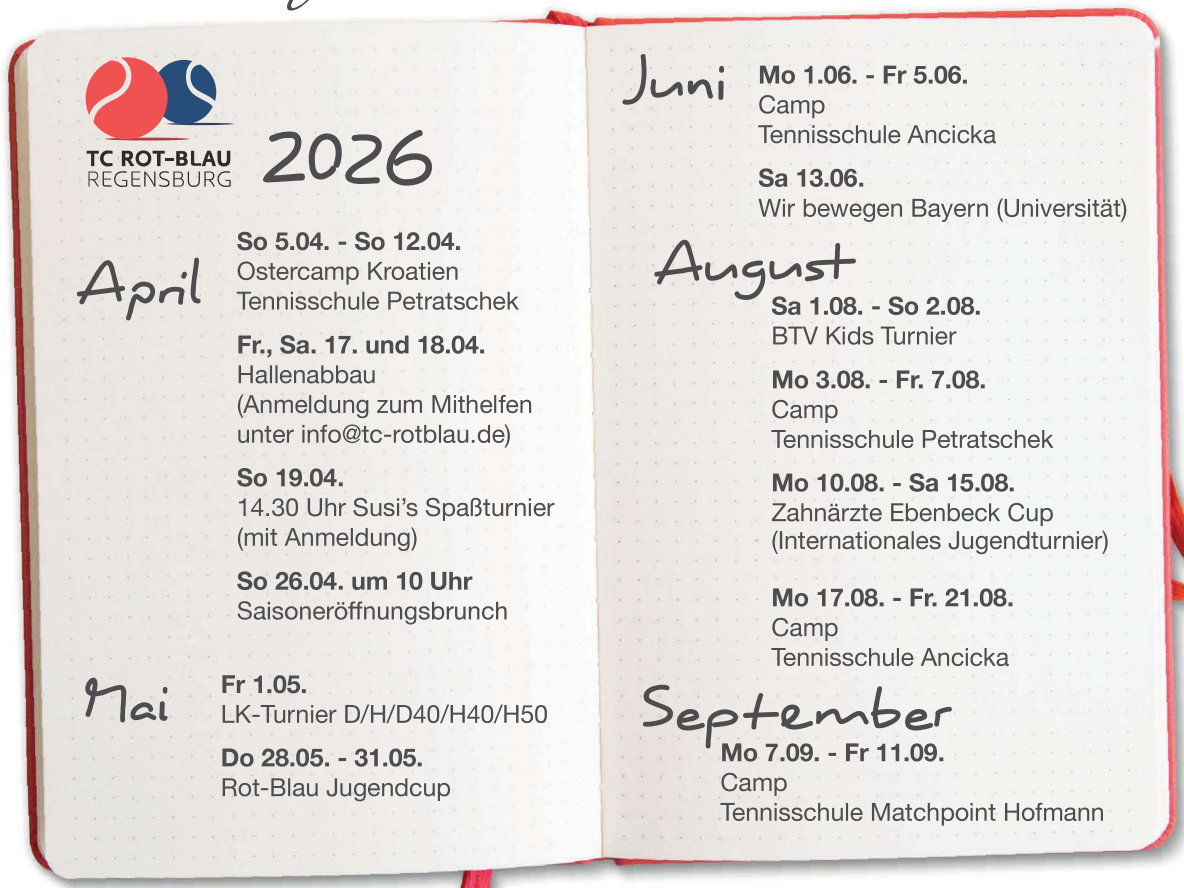 TC ROT-BLAU
REGENSBURG
2026
April
So 5.04. - So 12.04.
Ostercamp Kroatien
Tennisschule Petratschek
Fr., Sa. 17. und 18.04.
Hallenabbau
(Anmeldung zum Mithelfen
unter info@tc-rotblau.de)
So 19.04.
14.30 Uhr Susi's Spaßturnier
(mit Anmeldung)
So 26.04. um 10 Uhr
Saisoneröffnungsbrunch
Mai
Fr 1.05.
LK-Turnier D/H/D40/H40/H50
Do 28.05. - 31.05.
Rot-Blau Jugendcup
Juni
Mo 1.06. - Fr 5.06.
Camp
Tennisschule Ancicka
Sa 13.06.
Wir bewegen Bayern (Universität)
August
Sa 1.08. - So 2.08.
BTV Kids Turnier
Mo 3.08. - Fr. 7.08.
Camp
Tennisschule Petratschek
Mo 10.08. - Sa 15.08.
Zahnärzte Ebenbeck Cup
(Internationales Jugendturnier)
Mo 17.08. - Fr. 21.08.
Camp
Tennisschule Ancicka
September
Mo 7.09. - Fr 11.09.
Camp
Tennisschule Matchpoint Hofmann